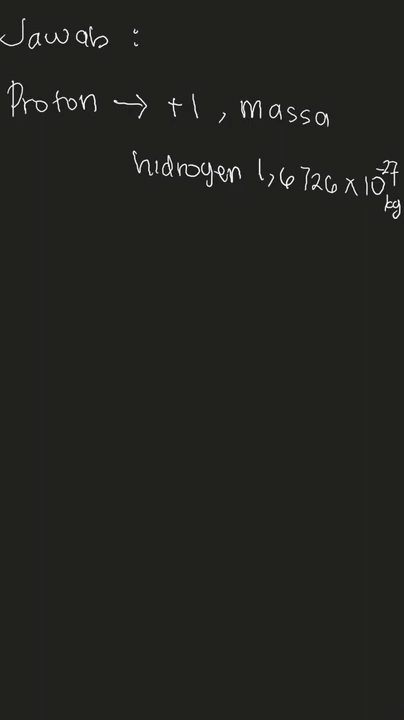 Jawab :
Proton → +1 , massa
hidrogen 1,6726 × 10^-27 kg